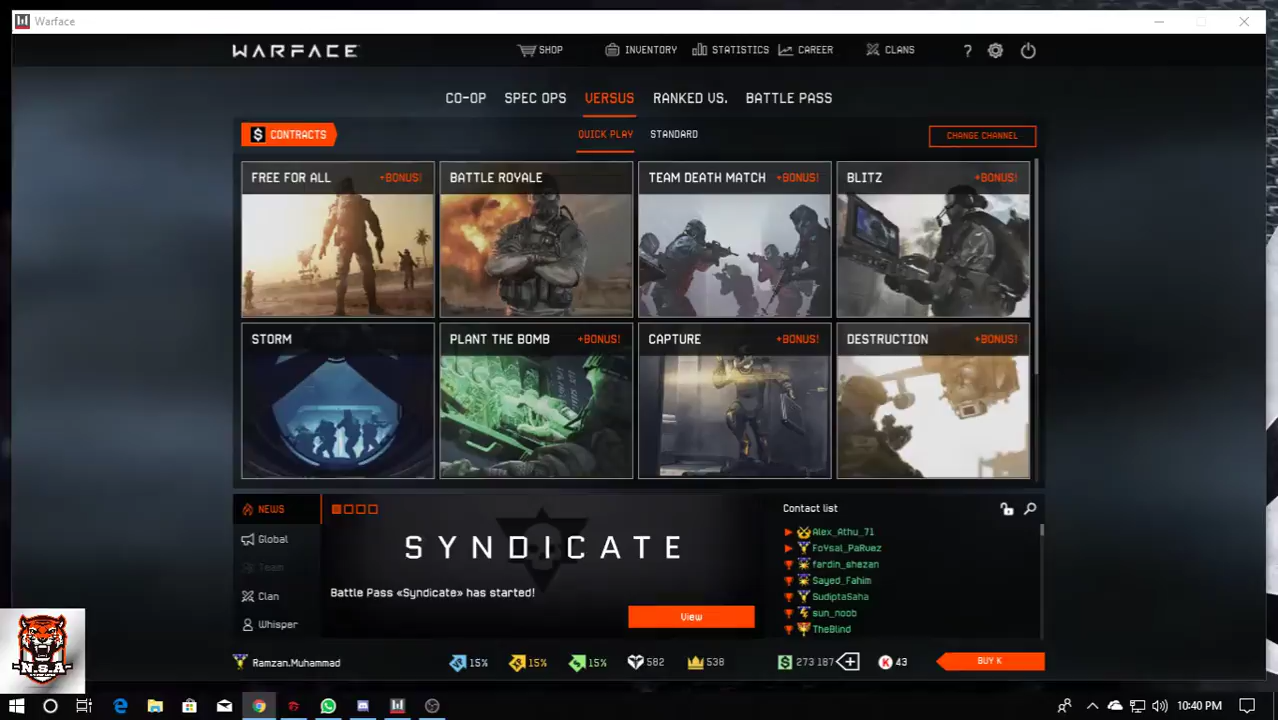 Warface
WARFACE
SHOP
INVENTORY
STATISTICS
CAREER
CLANS
?
CO-OP
SPEC OPS
VERSUS
RANKED VS.
BATTLE PASS
$ CONTRACTS
QUICK PLAY
STANDARD
CHANGE CHANNEL
FREE FOR ALL +BONUS!
BATTLE ROYALE
TEAM DEATH MATCH +BONUS!
BLITZ +BONUS!
STORM
PLANT THE BOMB +BONUS!
CAPTURE +BONUS!
DESTRUCTION +BONUS!
NEWS
Global
Team
Clan
Whisper
SYNDICATE
Battle Pass «Syndicate» has started!
View
Contact list
Alex_Athu_71
FoYsal_PaRvez
fardin_shezan
Sayed_Fahim
SudiptaSaha
sun_noob
TheBlind
N.S.A
Ramzan.Muhammad
15%
15%
15%
582
538
$ 273 187
K 43
BUY K
10:40 PM